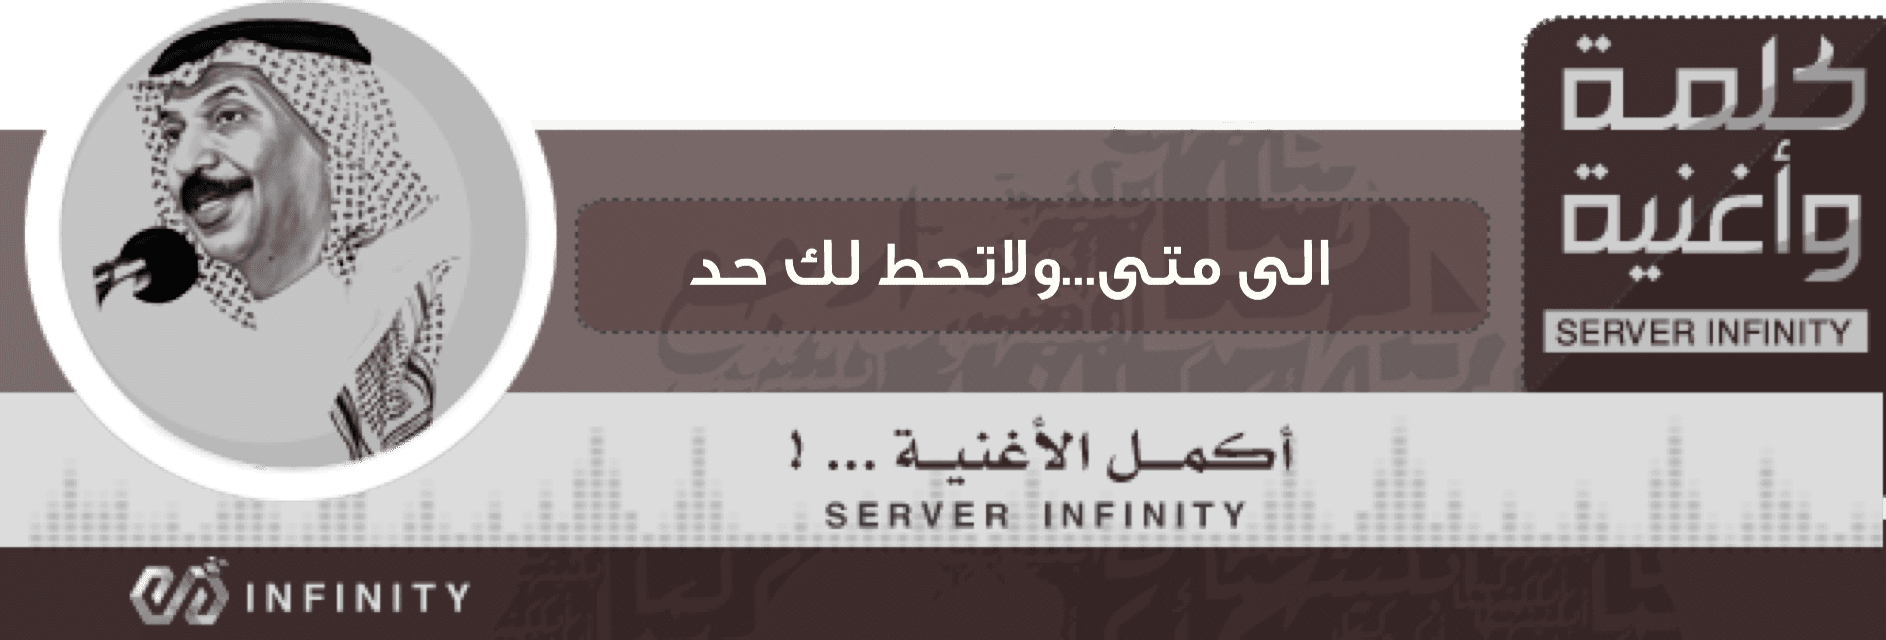 كلمة
وأغنية
SERVER INFINITY
الى متى...ولاتحط لك حد
أكمل الأغنية ... !
SERVER INFINITY
INFINITY